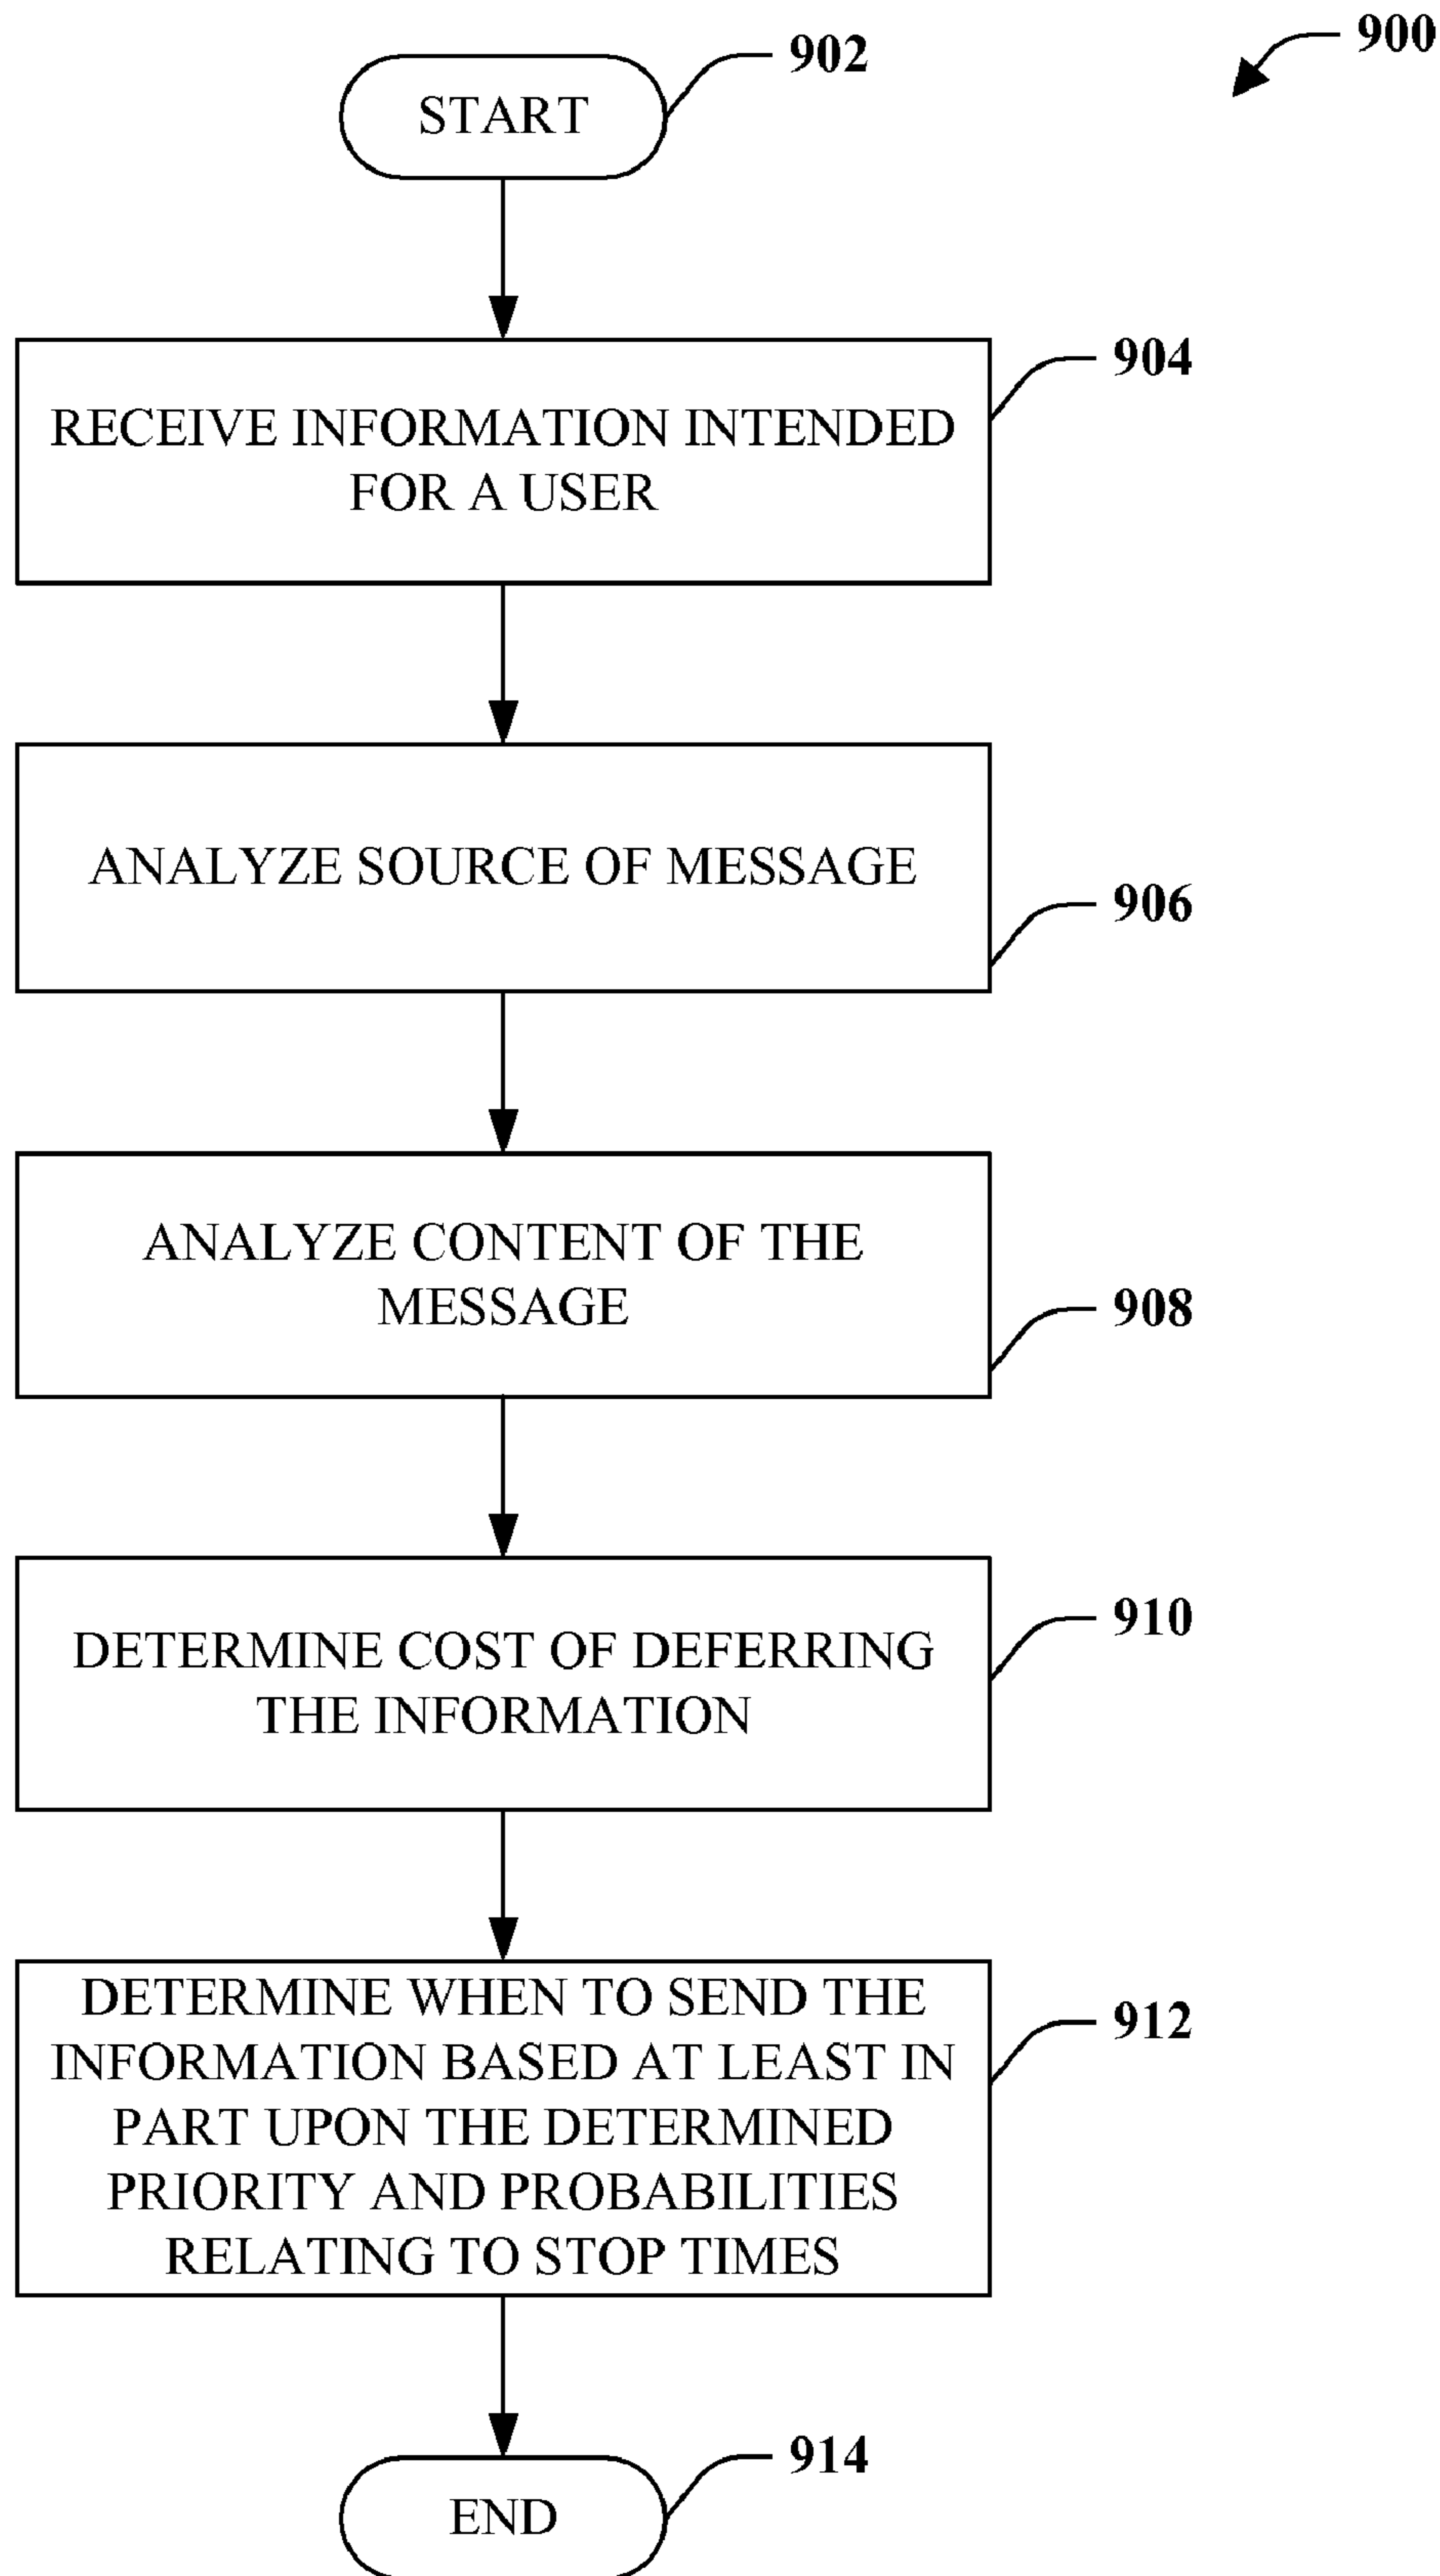 900
902
START
904
RECEIVE INFORMATION INTENDED
FOR A USER
ANALYZE SOURCE OF MESSAGE
906
ANALYZE CONTENT OF THE
MESSAGE
908
910
DETERMINE COST OF DEFERRING
THE INFORMATION
DETERMINE WHEN TO SEND THE
912
INFORMATION BASED AT LEAST IN
PART UPON THE DETERMINED
PRIORITY AND PROBABILITIES
RELATING TO STOP TIMES
914
END